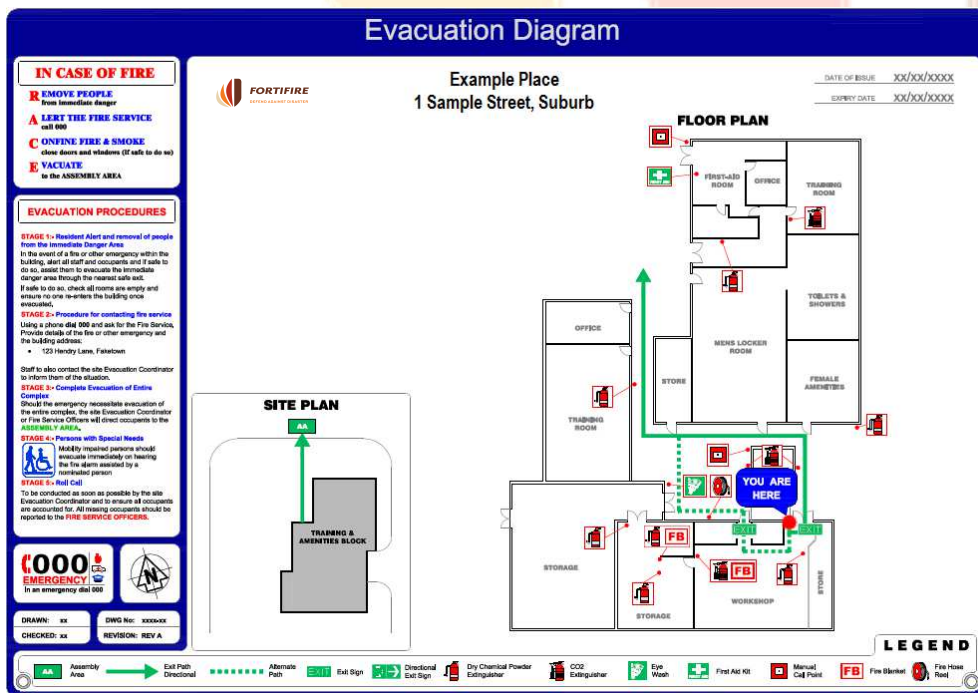 Evacuation Diagram
IN CASE OF FIRE
REMOVE PEOPLE
from immediate danger
ALERT THE FIRE SERVICE
call 000
CONFINE FIRE & SMOKE
close doors and windows (if safe to do so)
EVACUATE
to the ASSEMBLY AREA
EVACUATION PROCEDURES
STAGE 1:- Resident Alert and removal of people
from the Immediate Danger Area
In the event of a fire or other emergency within the
building, alert all staff and occupants and if safe to
do so, assist them to evacuate the immediate
danger area through the nearest safe exit.
If safe to do so, check all rooms are empty and
ensure no one re-enters the building once
evacuated.
STAGE 2:- Procedure for contacting fire service
Using a phone dial 000 and ask for the Fire Service.
Provide details of the fire or other emergency and
the building address:
• 123 Hendry Lane, Faketown
Staff to also contact the site Evacuation Coordinator
to inform them of the situation.
STAGE 3:- Complete Evacuation of Entire
Complex
Should the emergency necessitate evacuation of
the entire complex, the site Evacuation Coordinator
or Fire Service Officers will direct occupants to the
ASSEMBLY AREA.
STAGE 4:- Persons with Special Needs
Mobility impaired persons should
evacuate immediately on hearing
the fire alarm assisted by a
nominated person
STAGE 5:- Roll Call
To be conducted as soon as possible by the site
Evacuation Coordinator and to ensure all occupants
are accounted for. All missing occupants should be
reported to the FIRE SERVICE OFFICERS.
000
EMERGENCY
In an emergency dial 000
N
DRAWN: xx
DWG No: xxxx-xx
CHECKED: xx
REVISION: REV A
FORTIFIRE
DEFEND AGAINST DISASTER
Example Place
1 Sample Street, Suburb
DATE OF ISSUE XX/XX/XXXX
EXPIRY DATE XX/XX/XXXX
FLOOR PLAN
FIRST-AID
ROOM
OFFICE
TRAINING
ROOM
TOILETS &
SHOWERS
MENS LOCKER
ROOM
FEMALE
AMENITIES
STORE
OFFICE
TRAINING
ROOM
YOU ARE
HERE
EXIT
EXIT
FB
FB
STORAGE
STORAGE
WORKSHOP
STORE
SITE PLAN
AA
TRAINING &
AMENITIES BLOCK
LEGEND
AA
Assembly
Area
Exit Path
Directional
Alternate
Path
EXIT
Exit Sign
EXIT
Directional
Exit Sign
Dry Chemical Powder
Extinguisher
CO2
Extinguisher
Eye
Wash
First Aid Kit
Manual
Call Point
FB
Fire Blanket
Fire Hose
Reel